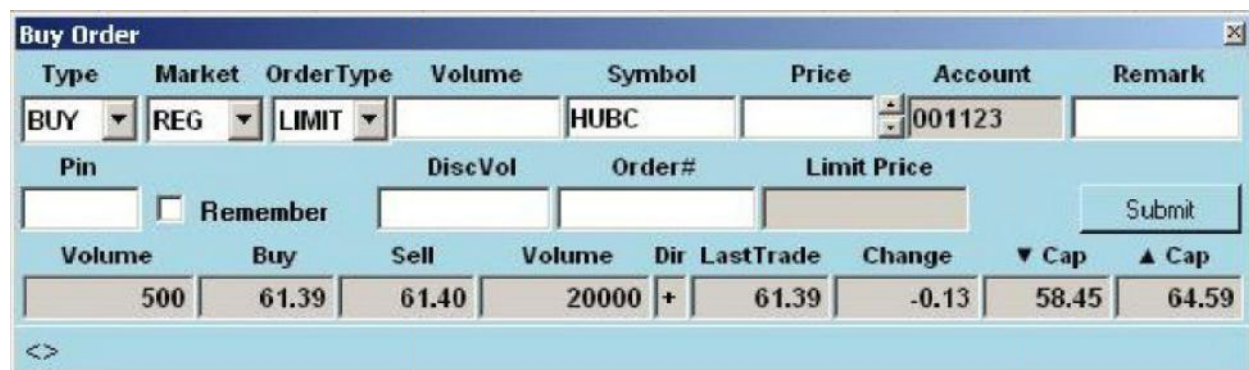 Buy Order
Type Market OrderType Volume Symbol Price Account Remark
BUY REG LIMIT HUBC 001123
Pin DiscVol Order# Limit Price
Remember Submit
Volume Buy Sell Volume Dir LastTrade Change ▼ Cap ▲ Cap
500 61.39 61.40 20000 + 61.39 -0.13 58.45 64.59
<>